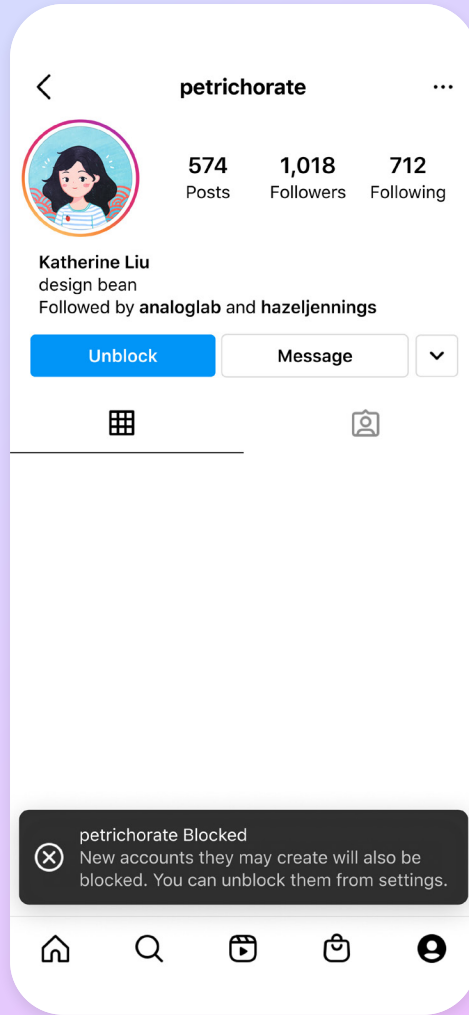 petrichorate
574 1,018 712
Posts Followers Following
Katherine Liu
design bean
Followed by analoglab and hazeljennings
Unblock Message
petrichorate Blocked
New accounts they may create will also be
blocked. You can unblock them from settings.